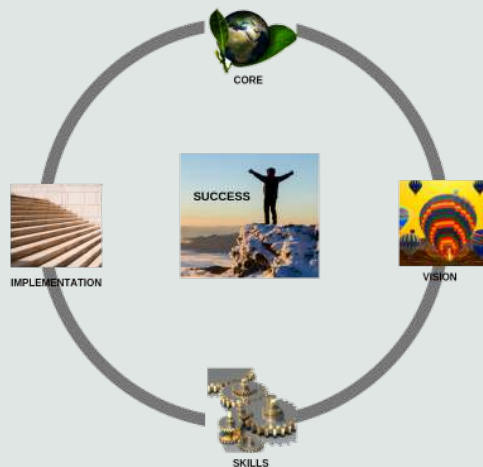 CORE
SUCCESS
IMPLEMENTATION
VISION
SKILLS